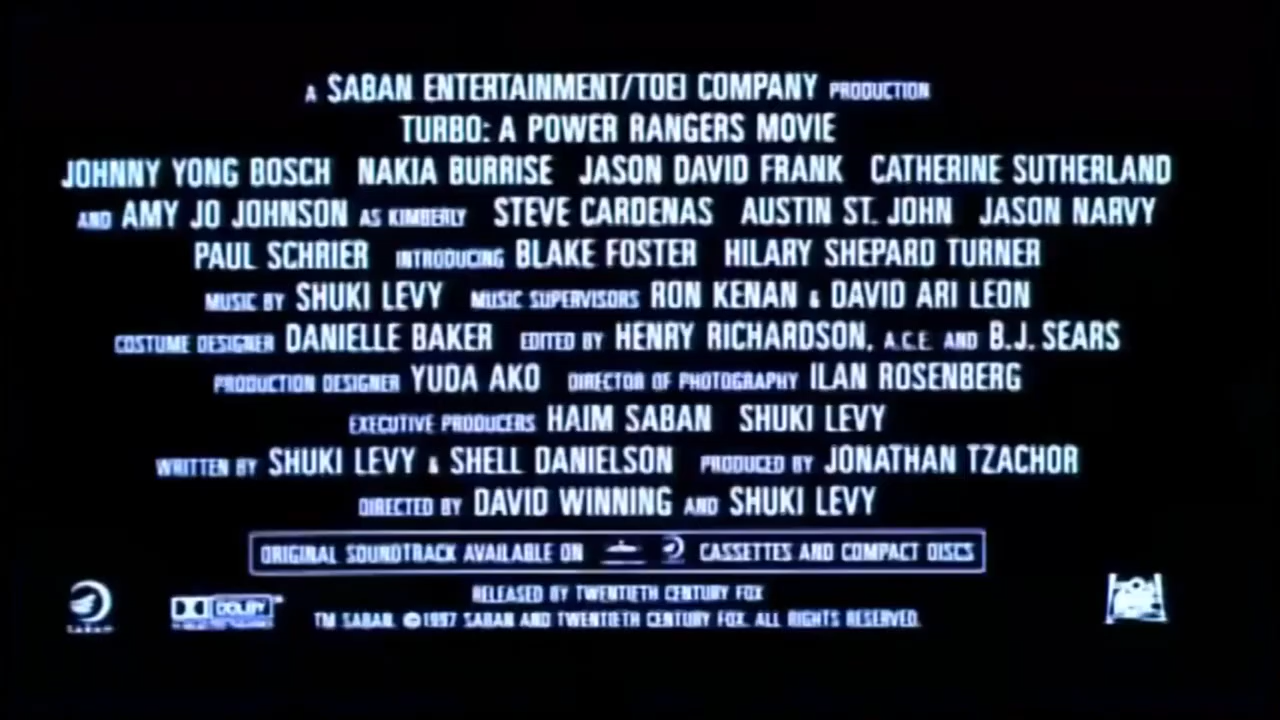 A SABAN ENTERTAINMENT/TOEI COMPANY PRODUCTION
TURBO: A POWER RANGERS MOVIE
JOHNNY YONG BOSCH NAKIA BURRISE JASON DAVID FRANK CATHERINE SUTHERLAND
AND AMY JO JOHNSON AS KIMBERLY STEVE CARDENAS AUSTIN ST. JOHN JASON NARVY
PAUL SCHRIER INTRODUCING BLAKE FOSTER HILARY SHEPARD TURNER
MUSIC BY SHUKI LEVY MUSIC SUPERVISORS RON KENAN & DAVID ARI LEON
COSTUME DESIGNER DANIELLE BAKER EDITED BY HENRY RICHARDSON, A.C.E. AND B.J. SEARS
PRODUCTION DESIGNER YUDA AKO DIRECTOR OF PHOTOGRAPHY ILAN ROSENBERG
EXECUTIVE PRODUCERS HAIM SABAN SHUKI LEVY
WRITTEN BY SHUKI LEVY & SHELL DANIELSON PRODUCED BY JONATHAN TZACHOR
DIRECTED BY DAVID WINNING AND SHUKI LEVY
ORIGINAL SOUNDTRACK AVAILABLE ON CASSETTES AND COMPACT DISCS
RELEASED BY TWENTIETH CENTURY FOX
SABAN DOLBY TM SABAN. ©1997 SABAN AND TWENTIETH CENTURY FOX. ALL RIGHTS RESERVED.